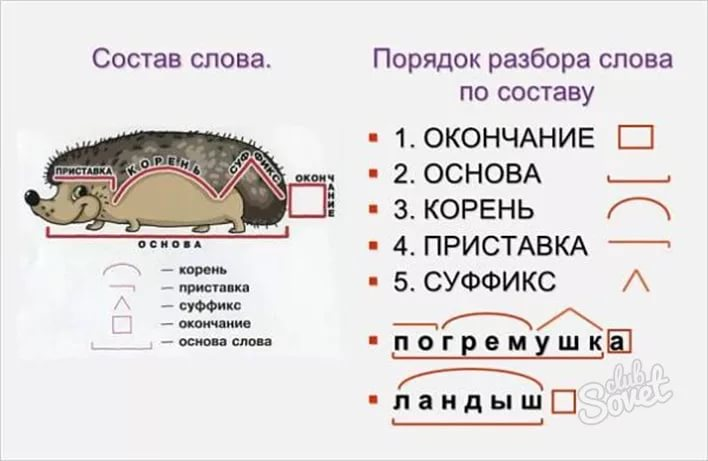 Состав слова.
ПРИСТАВКА
КОРЕНЬ
СУФФИКС
ОКОНЧАНИЕ
ОСНОВА
— корень
— приставка
— суффикс
— окончание
— основа слова
Порядок разбора слова
по составу
1. ОКОНЧАНИЕ
2. ОСНОВА
3. КОРЕНЬ
4. ПРИСТАВКА
5. СУФФИКС
погремушка
ландыш
club
Sovet